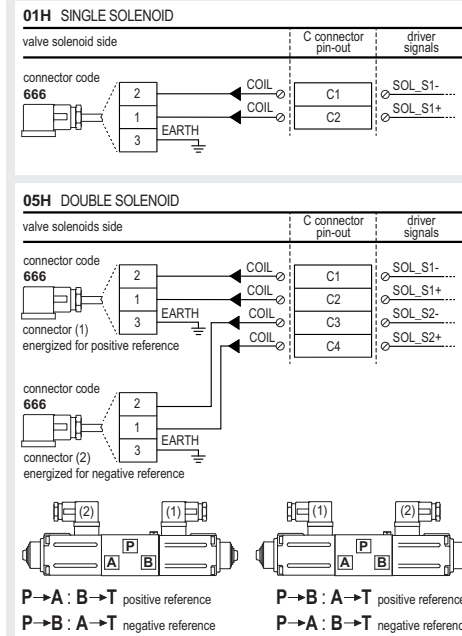 01H SINGLE SOLENOID
valve solenoid side
C connector pin-out
driver signals
connector code
666
2
1
3
COIL
COIL
EARTH
C1
C2
SOL_S1-
SOL_S1+
05H DOUBLE SOLENOID
valve solenoids side
C connector pin-out
driver signals
connector code
666
connector (1)
energized for positive reference
2
1
3
EARTH
COIL
COIL
COIL
COIL
C1
C2
C3
C4
SOL_S1-
SOL_S1+
SOL_S2-
SOL_S2+
connector code
666
connector (2)
energized for negative reference
2
1
3
EARTH
(2) (1)
P
A B
P→A : B→T positive reference
P→B : A→T negative reference
(1) (2)
P
A B
P→B : A→T positive reference
P→A : B→T negative